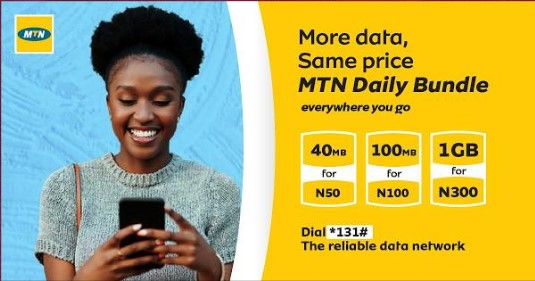 MTN
More data,
Same price
MTN Daily Bundle
everywhere you go
40MB
for
N50
100MB
for
N100
1GB
for
N300
Dial *131#
The reliable data network